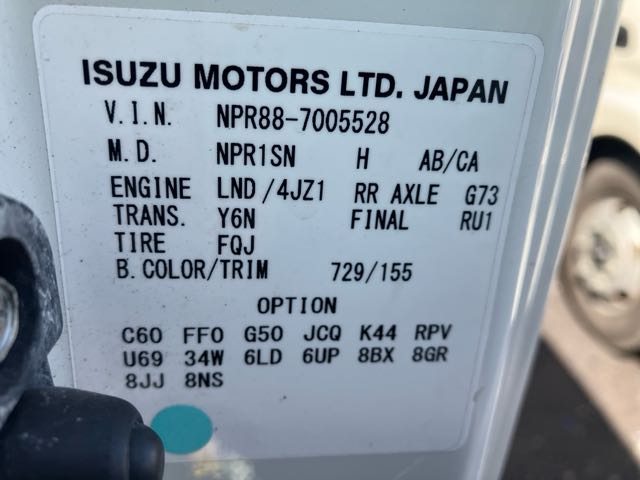 ISUZU MOTORS LTD. JAPAN
V.I.N. NPR88-7005528
M.D. NPR1SN H AB/CA
ENGINE LND/4JZ1 RR AXLE G73
TRANS. Y6N FINAL RU1
TIRE FQJ
B.COLOR/TRIM 729/155
OPTION
C60 FF0 G50 JCQ K44 RPV
U69 34W 6LD 6UP 8BX 8GR
8JJ 8NS